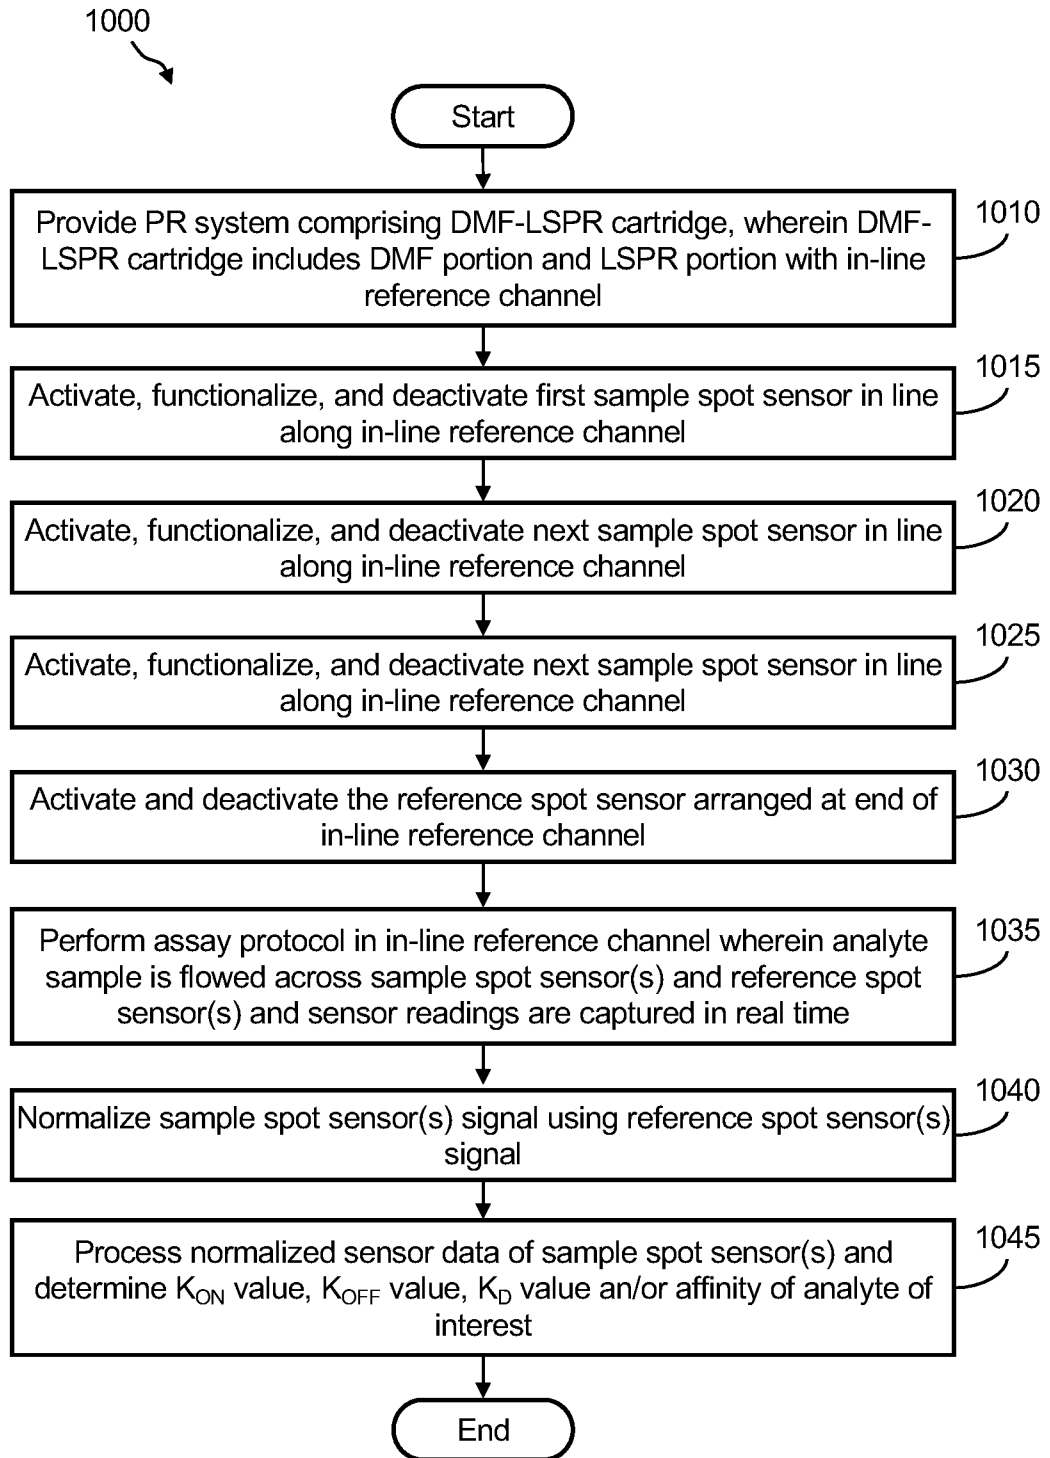 1000
Start
Provide PR system comprising DMF-LSPR cartridge, wherein DMF-
LSPR cartridge includes DMF portion and LSPR portion with in-line
reference channel
1010
Activate, functionalize, and deactivate first sample spot sensor in line
along in-line reference channel
1015
Activate, functionalize, and deactivate next sample spot sensor in line
along in-line reference channel
1020
Activate, functionalize, and deactivate next sample spot sensor in line
along in-line reference channel
1025
Activate and deactivate the reference spot sensor arranged at end of
in-line reference channel
1030
Perform assay protocol in in-line reference channel wherein analyte
sample is flowed across sample spot sensor(s) and reference spot
sensor(s) and sensor readings are captured in real time
1035
Normalize sample spot sensor(s) signal using reference spot sensor(s)
signal
1040
Process normalized sensor data of sample spot sensor(s) and
determine K_ON value, K_OFF value, K_D value an/or affinity of analyte of
interest
1045
End